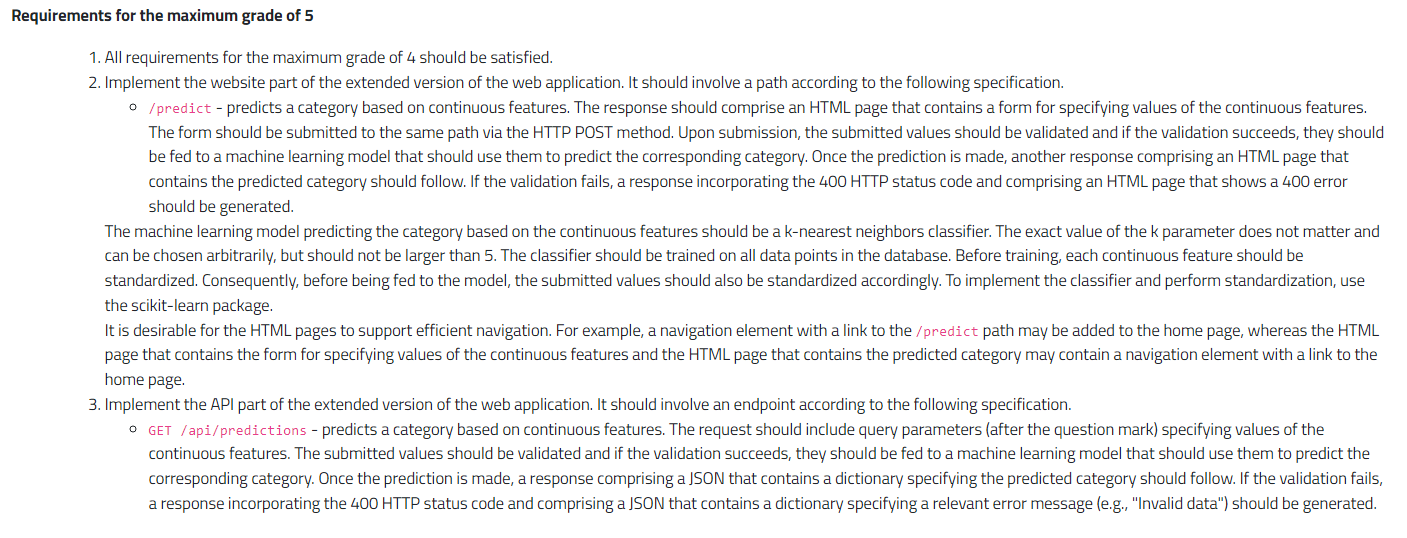 Requirements for the maximum grade of 5
1. All requirements for the maximum grade of 4 should be satisfied.
2. Implement the website part of the extended version of the web application. It should involve a path according to the following specification.
/predict - predicts a category based on continuous features. The response should comprise an HTML page that contains a form for specifying values of the continuous features.
The form should be submitted to the same path via the HTTP POST method. Upon submission, the submitted values should be validated and if the validation succeeds, they should
be fed to a machine learning model that should use them to predict the corresponding category. Once the prediction is made, another response comprising an HTML page that
contains the predicted category should follow. If the validation fails, a response incorporating the 400 HTTP status code and comprising an HTML page that shows a 400 error
should be generated.
The machine learning model predicting the category based on the continuous features should be a k-nearest neighbors classifier. The exact value of the k parameter does not matter and
can be chosen arbitrarily, but should not be larger than 5. The classifier should be trained on all data points in the database. Before training, each continuous feature should be
standardized. Consequently, before being fed to the model, the submitted values should also be standardized accordingly. To implement the classifier and perform standardization, use
the scikit-learn package.
It is desirable for the HTML pages to support efficient navigation. For example, a navigation element with a link to the /predict path may be added to the home page, whereas the HTML
page that contains the form for specifying values of the continuous features and the HTML page that contains the predicted category may contain a navigation element with a link to the
home page.
3. Implement the API part of the extended version of the web application. It should involve an endpoint according to the following specification.
GET /api/predictions - predicts a category based on continuous features. The request should include query parameters (after the question mark) specifying values of the
continuous features. The submitted values should be validated and if the validation succeeds, they should be fed to a machine learning model that should use them to predict the
corresponding category. Once the prediction is made, a response comprising a JSON that contains a dictionary specifying the predicted category should follow. If the validation fails,
a response incorporating the 400 HTTP status code and comprising a JSON that contains a dictionary specifying a relevant error message (e.g., "Invalid data") should be generated.